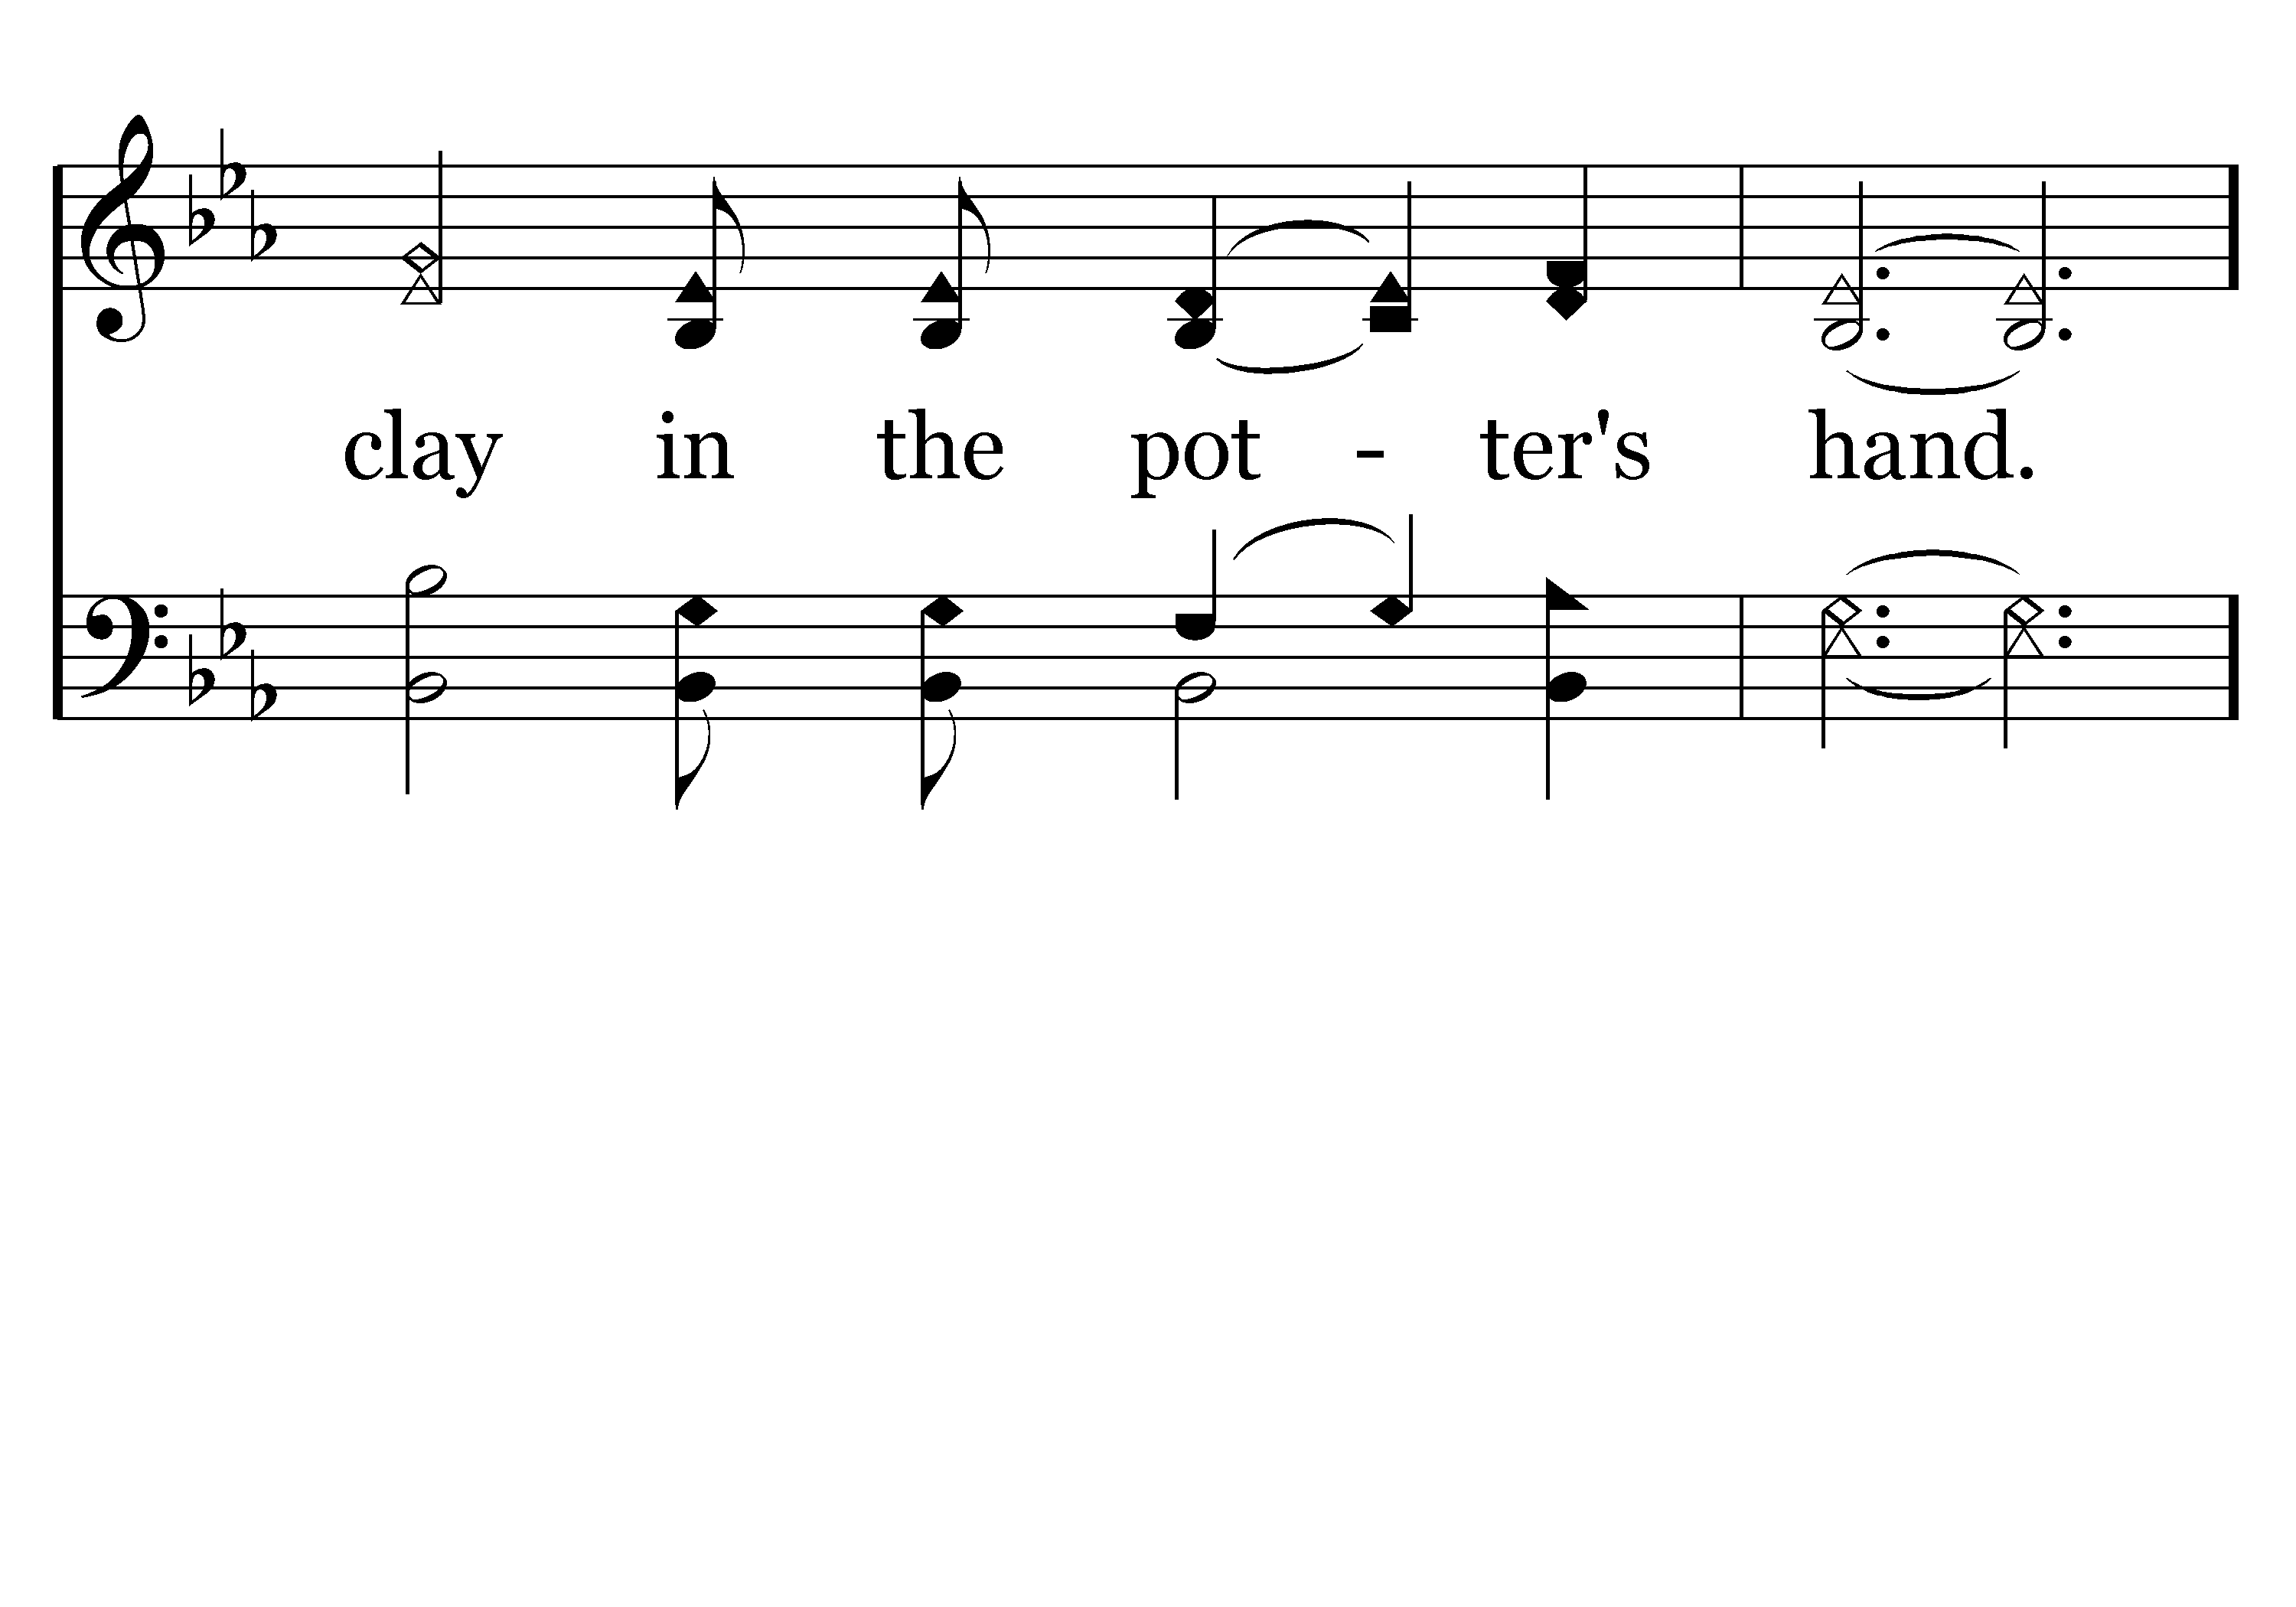 clay in the pot - ter's hand.